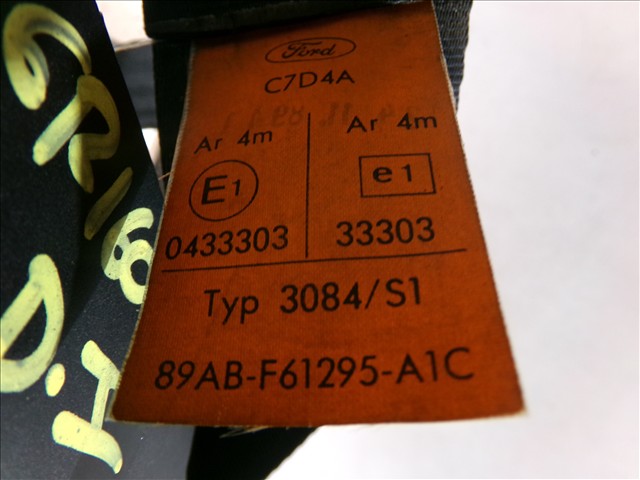 Ford
C7D4A
Ar 4m
E1
0433303
Ar 4m
e1
33303
Typ 3084/S1
89AB-F61295-A1C